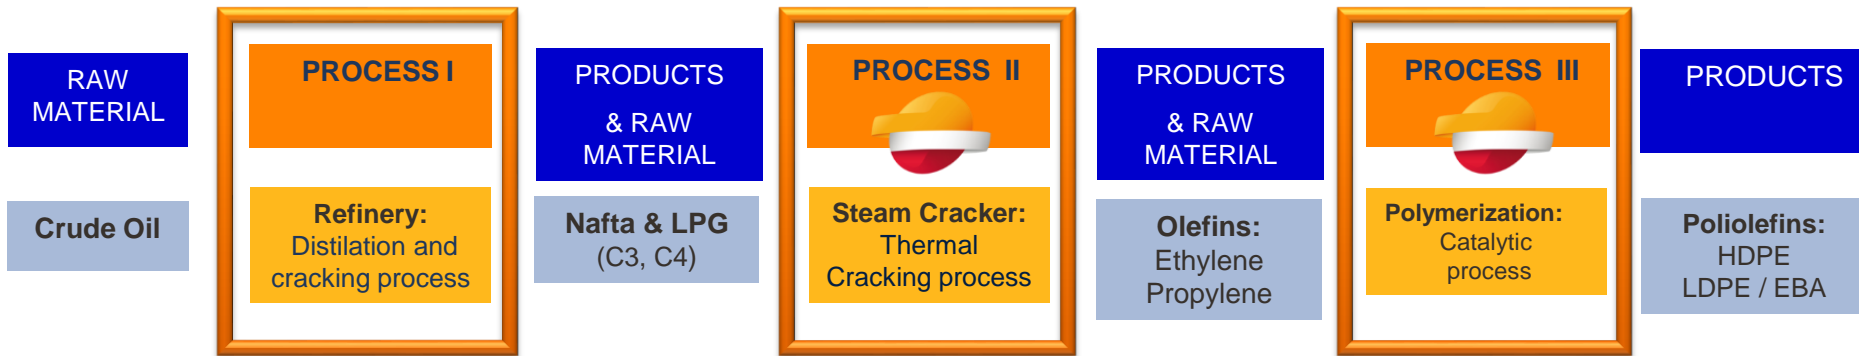 RAW
MATERIAL
Crude Oil
PROCESS I
Refinery:
Distilation and
cracking process
PRODUCTS
& RAW
MATERIAL
Nafta & LPG
(C3, C4)
PROCESS II
Steam Cracker:
Thermal
Cracking process
PRODUCTS
& RAW
MATERIAL
Olefins:
Ethylene
Propylene
PROCESS III
Polymerization:
Catalytic
process
PRODUCTS
Poliolefins:
HDPE
LDPE / EBA